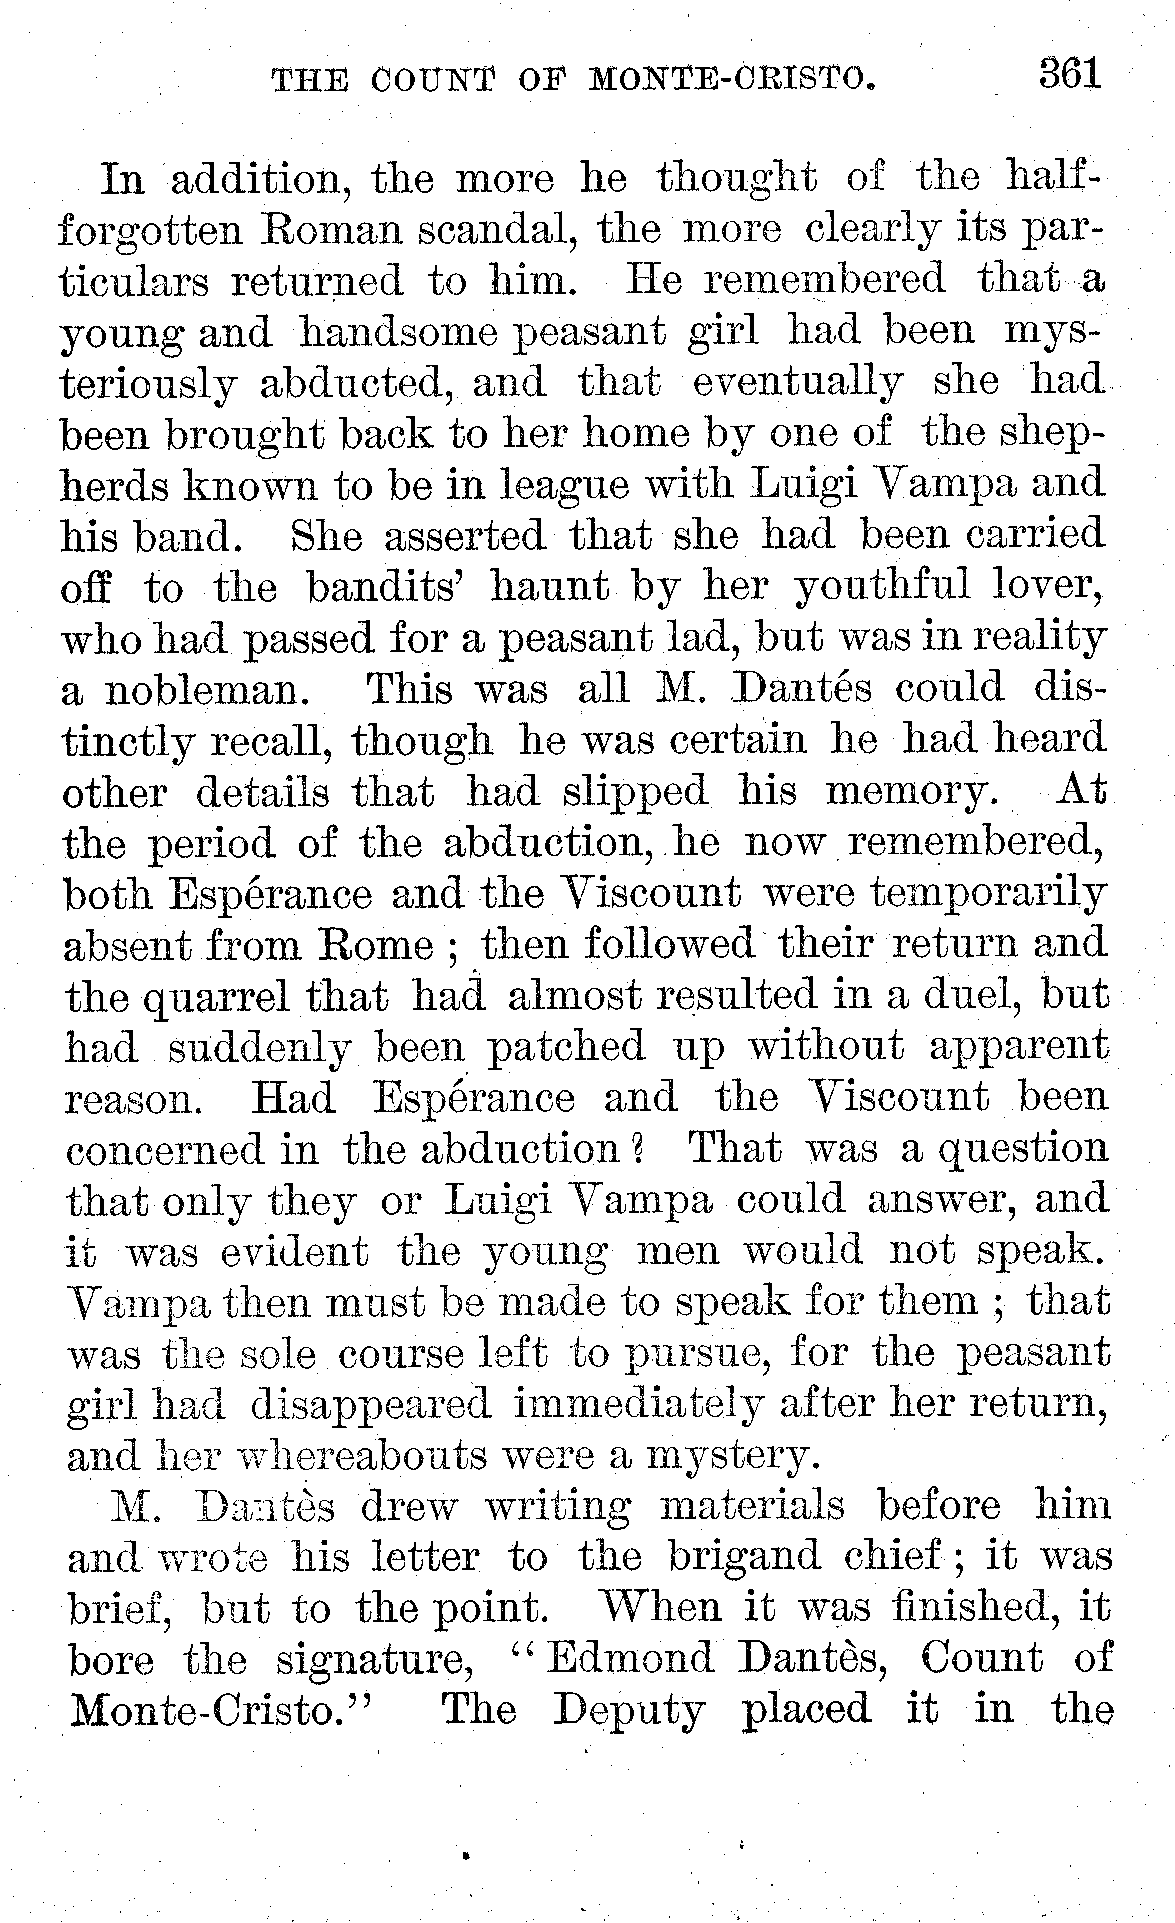 THE COUNT OF MONTE-CRISTO. 361
In addition, the more he thought of the half-
forgotten Roman scandal, the more clearly its par-
ticulars returned to him. He remembered that a
young and handsome peasant girl had been mys-
teriously abducted, and that eventually she had
been brought back to her home by one of the shep-
herds known to be in league with Luigi Vampa and
his band. She asserted that she had been carried
off to the bandits' haunt by her youthful lover,
who had passed for a peasant lad, but was in reality
a nobleman. This was all M. Dantés could dis-
tinctly recall, though he was certain he had heard
other details that had slipped his memory. At
the period of the abduction, he now remembered,
both Espérance and the Viscount were temporarily
absent from Rome ; then followed their return and
the quarrel that had almost resulted in a duel, but
had suddenly been patched up without apparent
reason. Had Espérance and the Viscount been
concerned in the abduction? That was a question
that only they or Luigi Vampa could answer, and
it was evident the young men would not speak.
Vampa then must be made to speak for them ; that
was the sole course left to pursue, for the peasant
girl had disappeared immediately after her return,
and her whereabouts were a mystery.
M. Dantès drew writing materials before him
and wrote his letter to the brigand chief ; it was
brief, but to the point. When it was finished, it
bore the signature, "Edmond Dantès, Count of
Monte-Cristo." The Deputy placed it in the